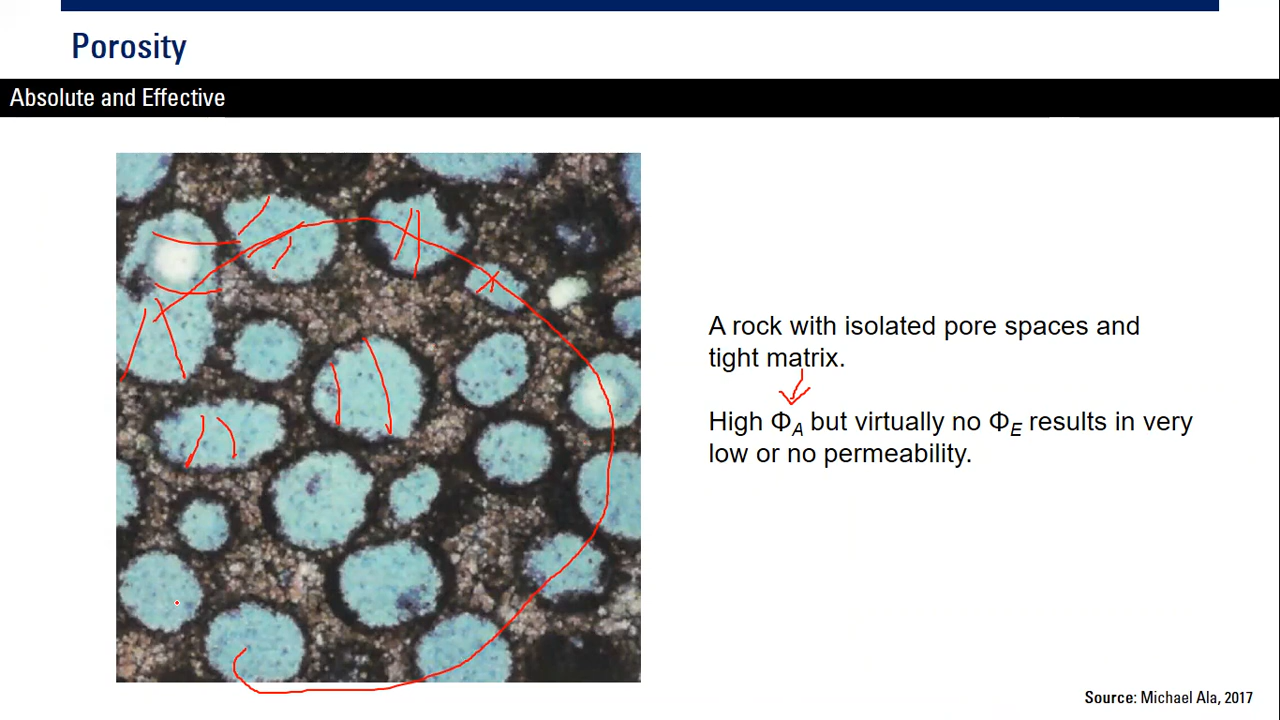 Porosity
Absolute and Effective
A rock with isolated pore spaces and
tight matrix.
High ΦA but virtually no ΦE results in very
low or no permeability.
Source: Michael Ala, 2017